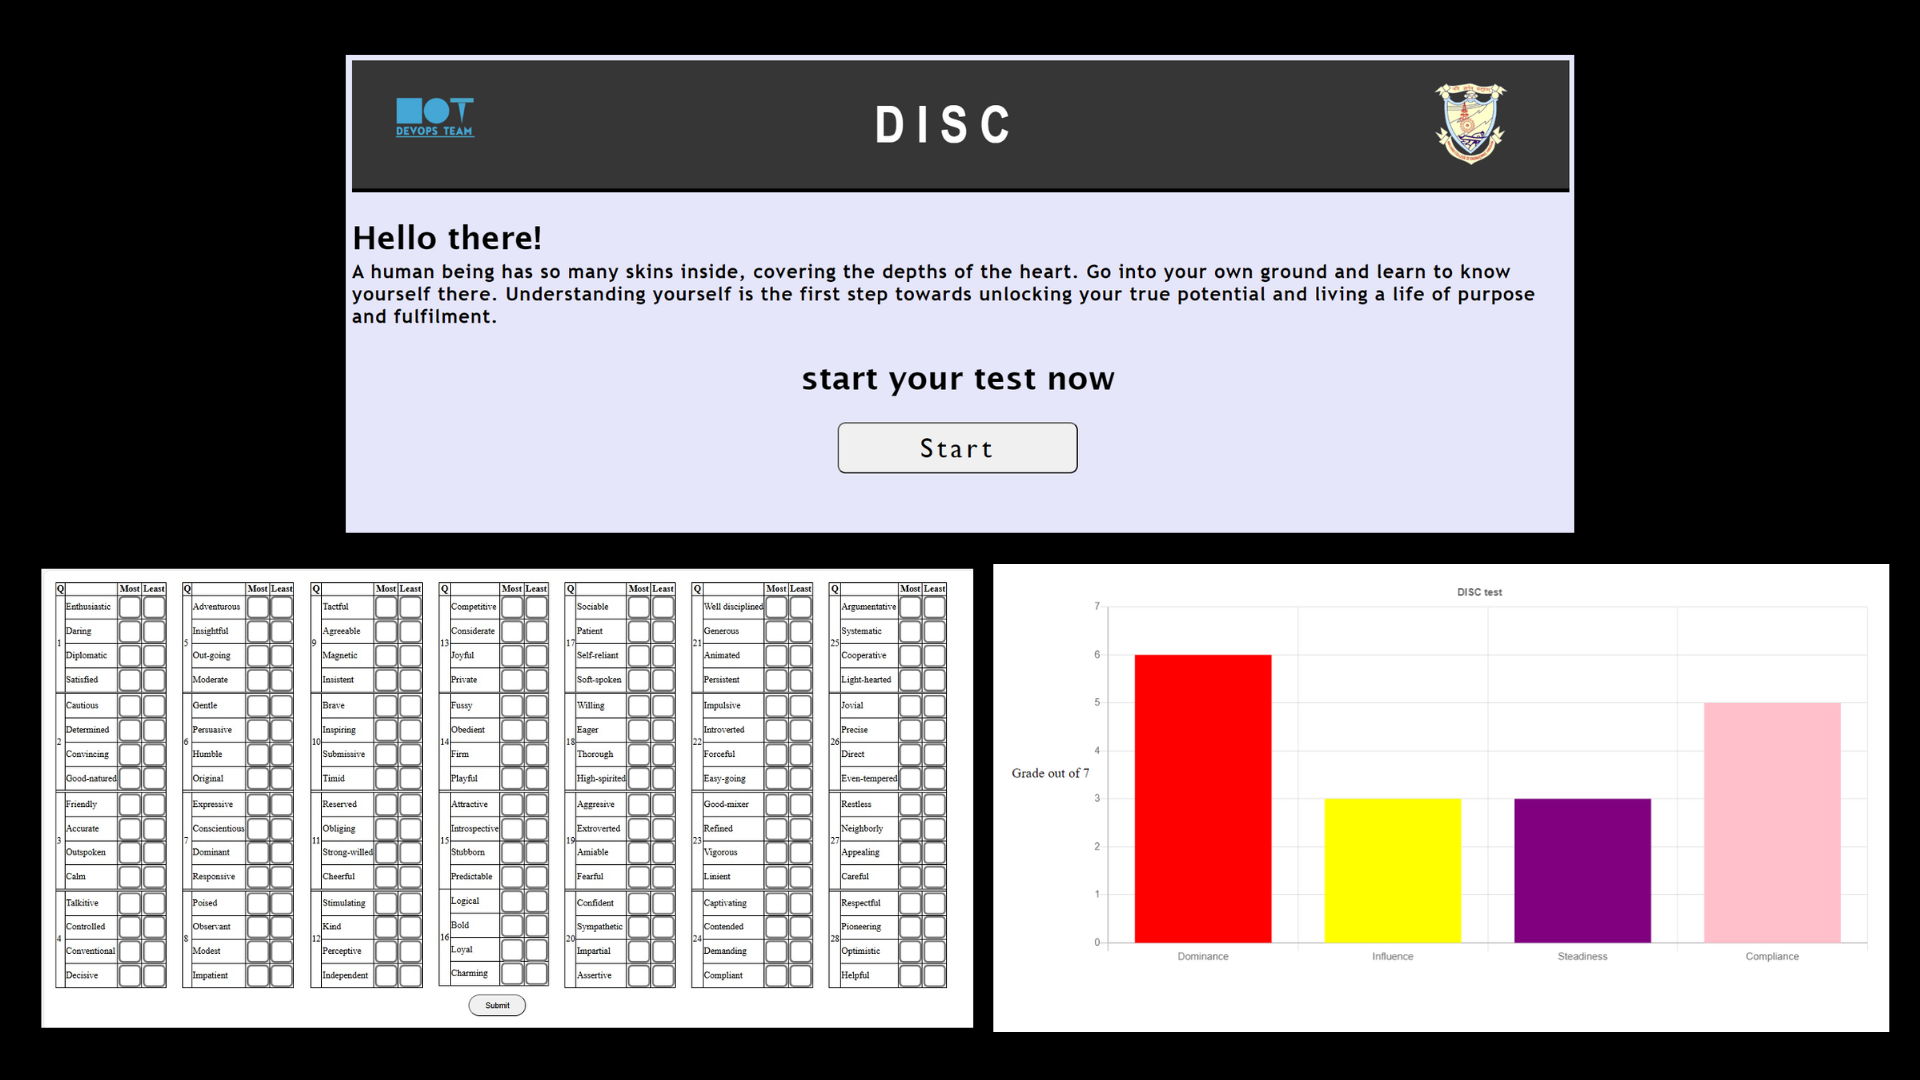 DEVOPS TEAM
DISC
Hello there!
A human being has so many skins inside, covering the depths of the heart. Go into your own ground and learn to know
yourself there. Understanding yourself is the first step towards unlocking your true potential and living a life of purpose
and fulfilment.
start your test now
Start
Q Most Least
1
Enthusiastic
Daring
Diplomatic
Satisfied
2
Cautious
Determined
Convincing
Good-natured
3
Friendly
Accurate
Outspoken
Calm
4
Talkitive
Controlled
Conventional
Decisive
Q Most Least
5
Adventurous
Insightful
Out-going
Moderate
6
Gentle
Persuasive
Humble
Original
7
Expressive
Conscientious
Dominant
Responsive
8
Poised
Observant
Modest
Impatient
Q Most Least
9
Tactful
Agreeable
Magnetic
Insistent
10
Brave
Inspiring
Submissive
Timid
11
Reserved
Obliging
Strong-willed
Cheerful
12
Stimulating
Kind
Perceptive
Independent
Q Most Least
13
Competitive
Considerate
Joyful
Private
14
Fussy
Obedient
Firm
Playful
15
Attractive
Introspective
Stubborn
Predictable
16
Logical
Bold
Loyal
Charming
Q Most Least
17
Sociable
Patient
Self-reliant
Soft-spoken
18
Willing
Eager
Thorough
High-spirited
19
Aggresive
Extroverted
Amiable
Fearful
20
Confident
Sympathetic
Impartial
Assertive
Q Most Least
21
Well disciplined
Generous
Animated
Persistent
22
Impulsive
Introverted
Forceful
Easy-going
23
Good-mixer
Refined
Vigorous
Linient
24
Captivating
Contended
Demanding
Compliant
Q Most Least
25
Argumentative
Systematic
Cooperative
Light-hearted
26
Jovial
Precise
Direct
Even-tempered
27
Restless
Neighborly
Appealing
Careful
28
Respectful
Pioneering
Optimistic
Helpful
Submit
DISC test
Grade out of 7
7
6
5
4
3
2
1
0
Dominance Influence Steadiness Compliance